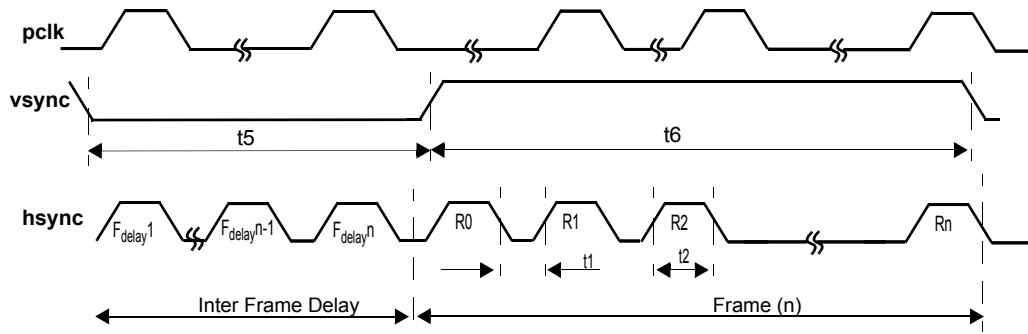 pclk
vsync
t5
t6
hsync
Fdelay1
Fdelayn-1
Fdelayn
R0
R1
R2
Rn
t1
t2
Inter Frame Delay
Frame (n)